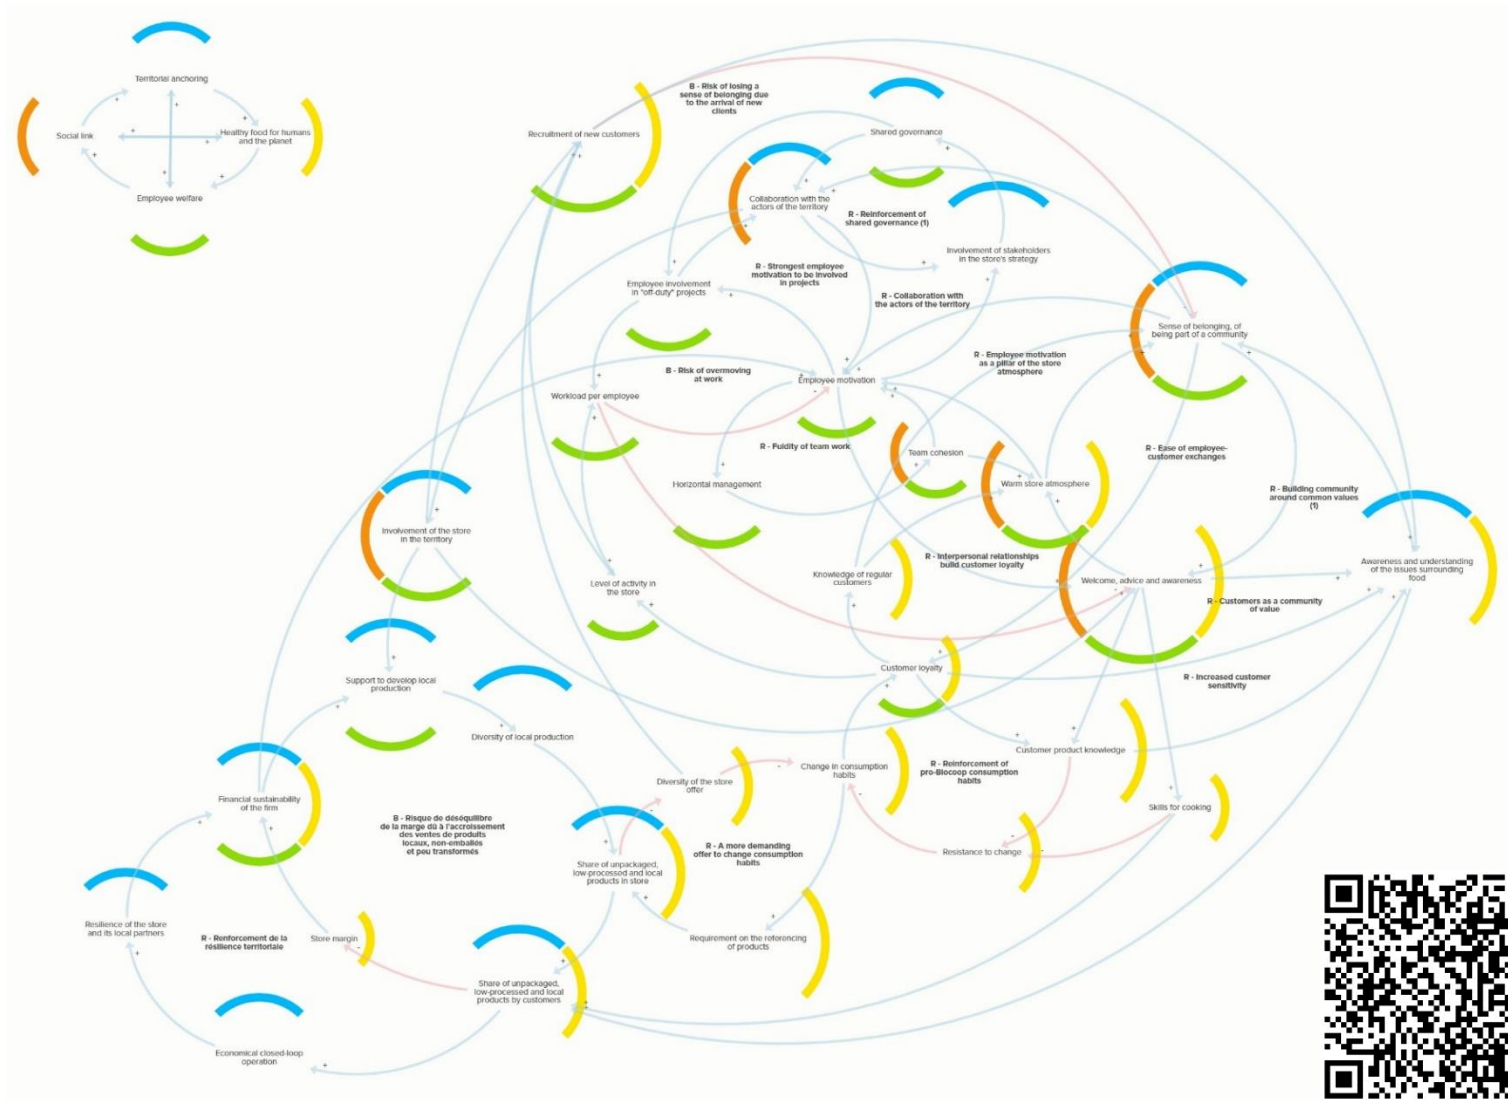 Territorial anchoring
Social link
Healthy food for humans
and the planet
Employee welfare
Recruitment of new customers
B - Risk of losing a
sense of belonging due
to the arrival of new
clients
Shared governance
Collaboration with the
actors of the territory
R - Reinforcement of
shared governance (1)
Involvement of stakeholders
in the store's strategy
R - Strongest employee
motivation to be involved
in projects
Employee involvement
in "off-duty" projects
R - Collaboration with
the actors of the territory
Sense of belonging, of
being part of a community
R - Employee motivation
as a pillar of the store
atmosphere
B - Risk of overmoving
at work
Employee motivation
Workload per employee
R - Fuidity of team work
Team cohesion
R - Ease of employee-
customer exchanges
Horizontal management
Warm store atmosphere
R - Building community
around common values
(1)
Involvement of the store
in the territory
R - Interpersonal relationships
build customer loyalty
Knowledge of regular
customers
Level of activity in
the store
Welcome, advice and awareness
Awareness and understanding
of the issues surrounding
food
R - Customers as a community
of value
Customer loyalty
R - Increased customer
sensitivity
Support to develop local
production
Diversity of local production
Customer product knowledge
Change in consumption
habits
R - Reinforcement of
pro-Biocoop consumption
habits
Diversity of the store
offer
Financial sustainability
of the firm
Skills for cooking
B - Risque de déséquilibre
de la marge dû à l'accroissement
des ventes de produits
locaux, non-emballés
et peu transformés
R - A more demanding
offer to change consumption
habits
Resistance to change
Share of unpackaged,
low-processed and local
products in store
Resilience of the store
and its local partners
R - Renforcement de la
résilience territoriale
Store margin
Requirement on the referencing
of products
Share of unpackaged,
low-processed and local
products by customers
Economical closed-loop
operation